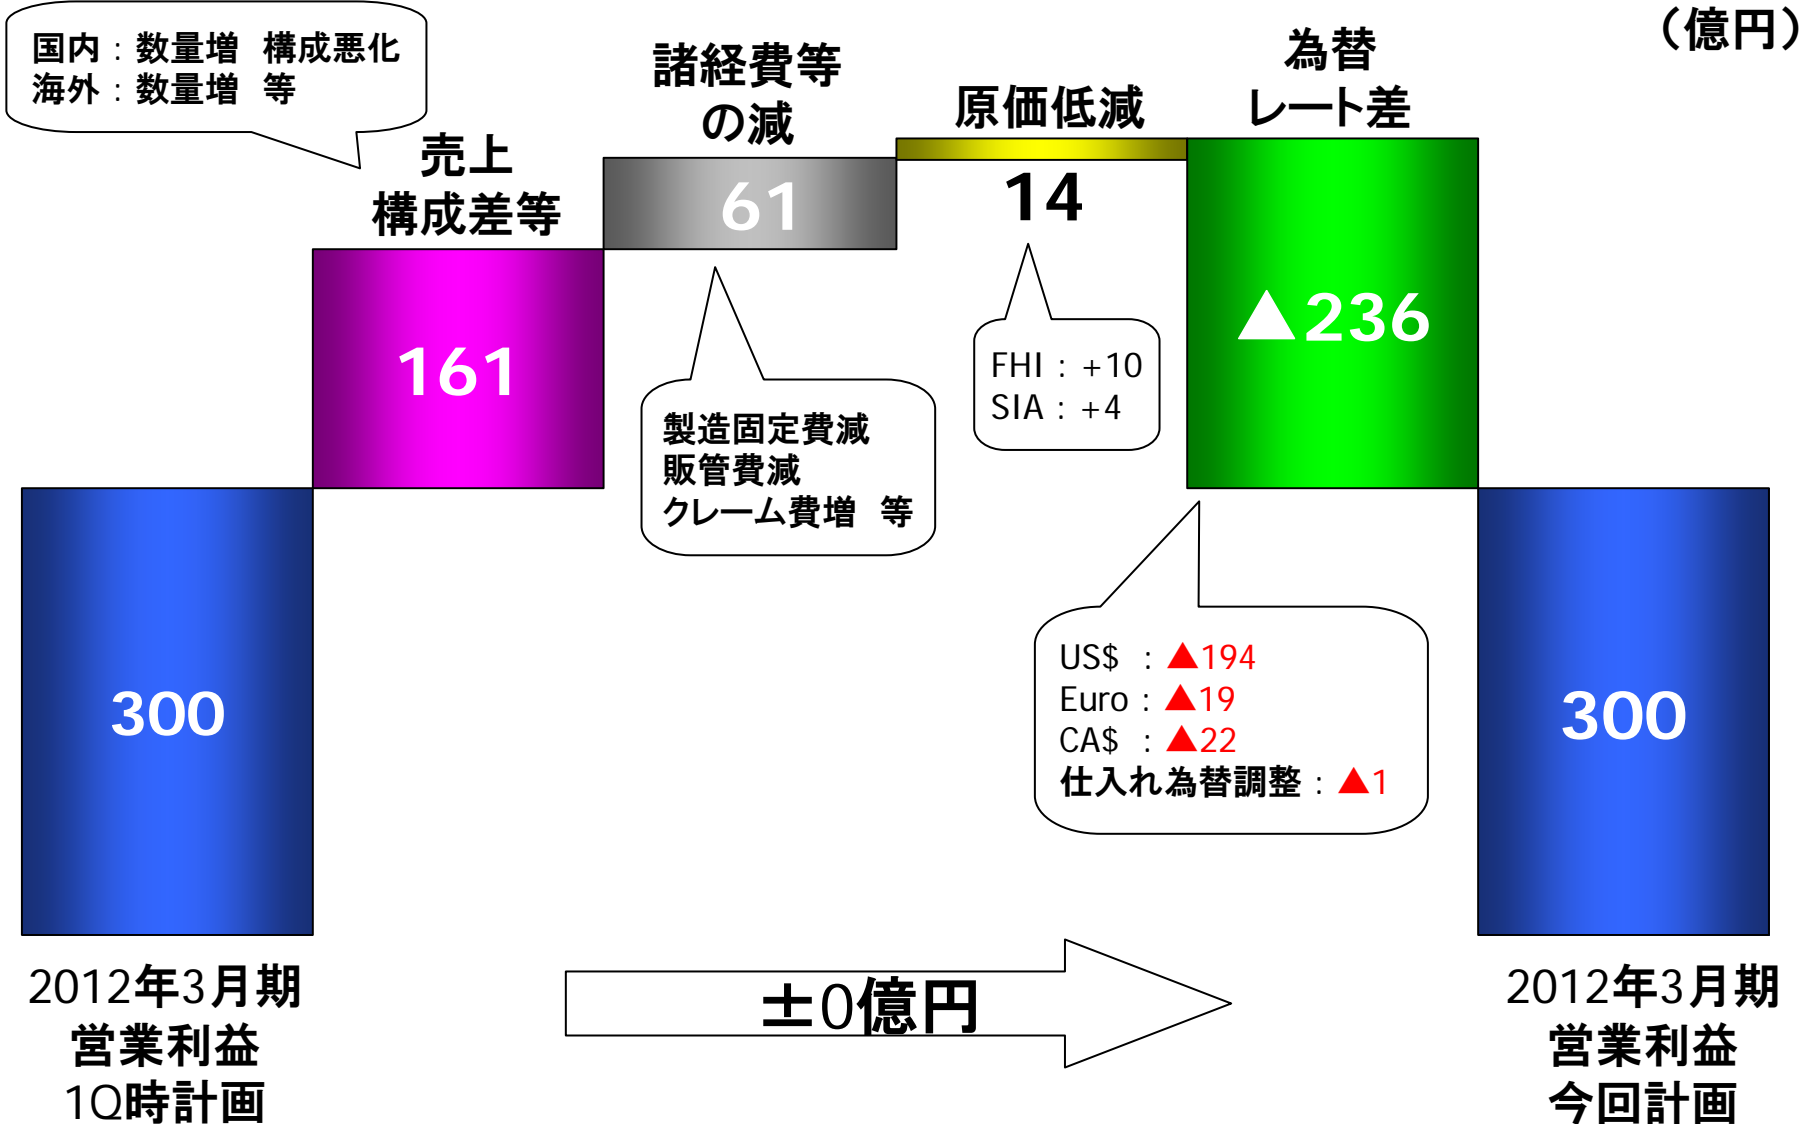 （億円）
国内：数量増　構成悪化
海外：数量増　等
売上
構成差等
161
諸経費等
の減
61
製造固定費減
販管費減
クレーム費増　等
原価低減
14
FHI：+10
SIA：+4
為替
レート差
▲236
US$ ：▲194
Euro：▲19
CA$ ：▲22
仕入れ為替調整：▲1
300
2012年3月期
営業利益
1Q時計画
±0億円
300
2012年3月期
営業利益
今回計画